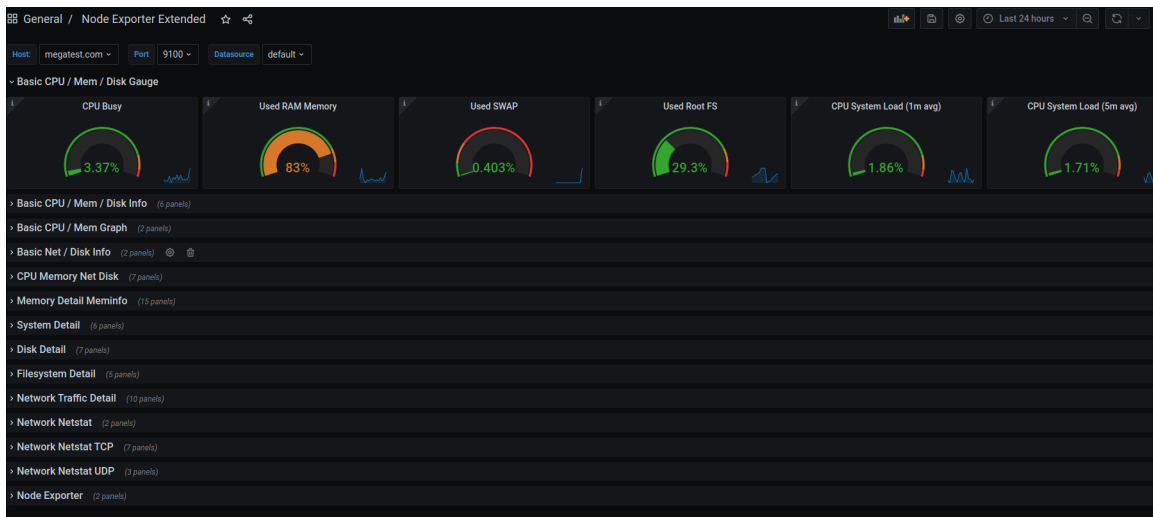 General / Node Exporter Extended
Last 24 hours
Host: megatest.com Port 9100 Datasource default
Basic CPU / Mem / Disk Gauge
CPU Busy
3.37%
Used RAM Memory
83%
Used SWAP
0.403%
Used Root FS
29.3%
CPU System Load (1m avg)
1.86%
CPU System Load (5m avg)
1.71%
Basic CPU / Mem / Disk Info (6 panels)
Basic CPU / Mem Graph (2 panels)
Basic Net / Disk Info (2 panels)
CPU Memory Net Disk (7 panels)
Memory Detail Meminfo (15 panels)
System Detail (6 panels)
Disk Detail (7 panels)
Filesystem Detail (5 panels)
Network Traffic Detail (10 panels)
Network Netstat (2 panels)
Network Netstat TCP (7 panels)
Network Netstat UDP (3 panels)
Node Exporter (2 panels)